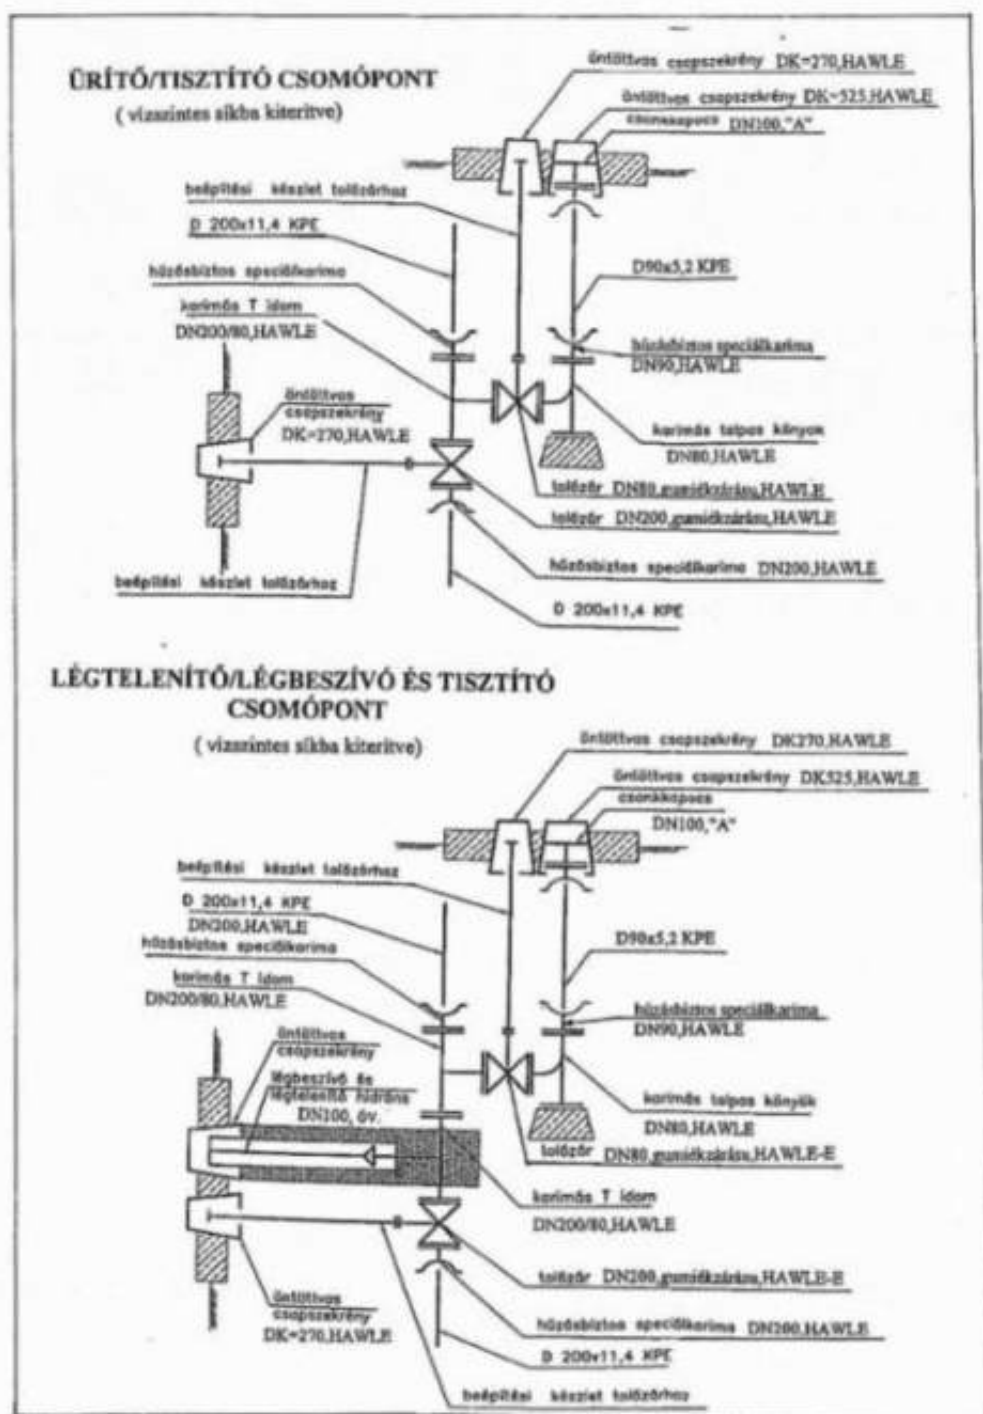 ÜRÍTŐ/TISZTÍTÓ CSOMÓPONT
( vízszintes síkba kiterítve)
öntöttvas csapszekrény DK=270,HAWLE
öntöttvas csapszekrény DK=525,HAWLE
csonkkapocs DN100,"A"
beépítési készlet tolózárhoz
D 200x11,4 KPE
húzásbiztos speciálkarima
karimás T idom
DN200/80,HAWLE
D90x5,2 KPE
húzásbiztos speciálkarima
DN90,HAWLE
öntöttvas
csapszekrény
DK=270,HAWLE
karimás talpas könyök
DN80,HAWLE
tolózár DN80,gumiékzárású,HAWLE
tolózár DN200,gumiékzárású,HAWLE
beépítési készlet tolózárhoz
húzásbiztos speciálkarima DN200,HAWLE
D 200x11,4 KPE
LÉGTELENÍTŐ/LÉGBESZÍVÓ ÉS TISZTÍTÓ
CSOMÓPONT
( vízszintes síkba kiterítve)
öntöttvas csapszekrény DK270,HAWLE
öntöttvas csapszekrény DK525,HAWLE
csonkkapocs
DN100,"A"
beépítési készlet tolózárhoz
D 200x11,4 KPE
DN200,HAWLE
húzásbiztos speciálkarima
karimás T idom
DN200/80,HAWLE
D90x5,2 KPE
húzásbiztos speciálkarima
DN90,HAWLE
öntöttvas
csapszekrény
légbeszívó és
légtelenítő hidráns
DN100, öv.
karimás talpas könyök
DN80,HAWLE
tolózár DN80,gumiékzárású,HAWLE-E
karimás T idom
DN200/80,HAWLE
tolózár DN200,gumiékzárású,HAWLE-E
öntöttvas
csapszekrény
DK=270,HAWLE
húzásbiztos speciálkarima DN200,HAWLE
D 200x11,4 KPE
beépítési készlet tolózárhoz